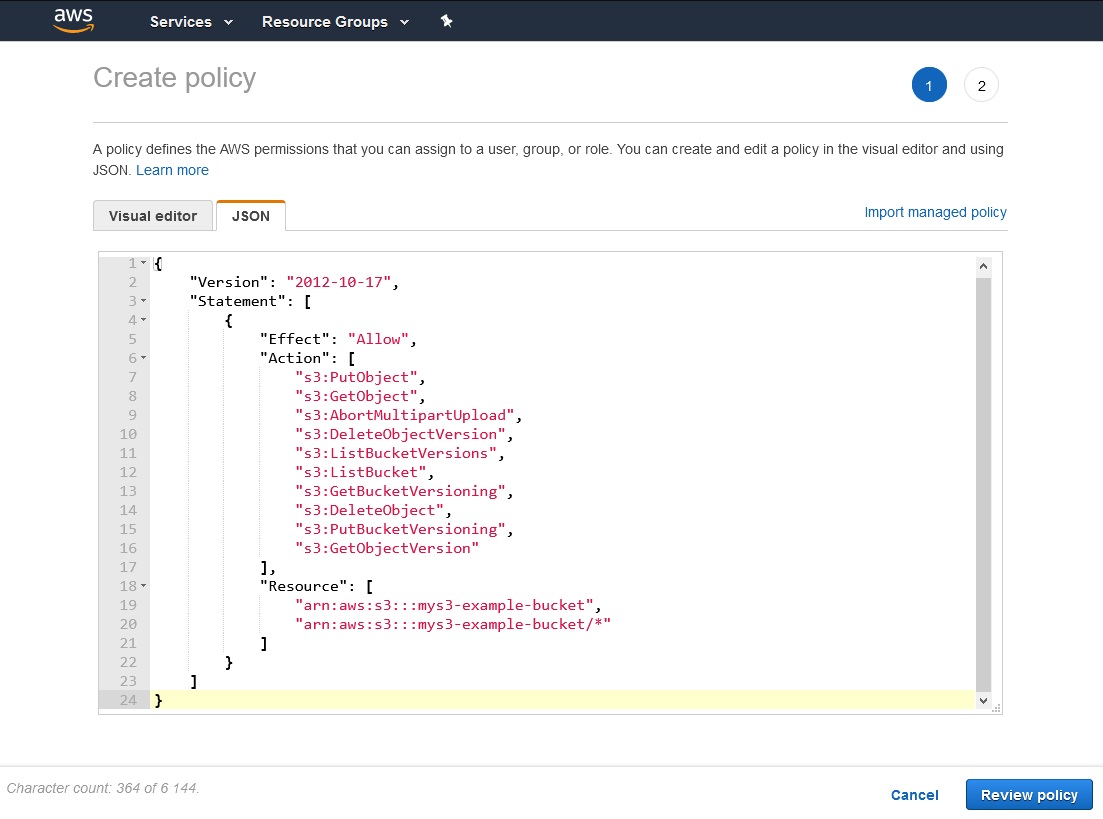 aws Services Resource Groups
Create policy
1 2
A policy defines the AWS permissions that you can assign to a user, group, or role. You can create and edit a policy in the visual editor and using
JSON. Learn more
Visual editor JSON Import managed policy
1 {
2 "Version": "2012-10-17",
3 "Statement": [
4 {
5 "Effect": "Allow",
6 "Action": [
7 "s3:PutObject",
8 "s3:GetObject",
9 "s3:AbortMultipartUpload",
10 "s3:DeleteObjectVersion",
11 "s3:ListBucketVersions",
12 "s3:ListBucket",
13 "s3:GetBucketVersioning",
14 "s3:DeleteObject",
15 "s3:PutBucketVersioning",
16 "s3:GetObjectVersion"
17 ],
18 "Resource": [
19 "arn:aws:s3:::mys3-example-bucket",
20 "arn:aws:s3:::mys3-example-bucket/*"
21 ]
22 }
23 ]
24 }
Character count: 364 of 6 144.
Cancel Review policy